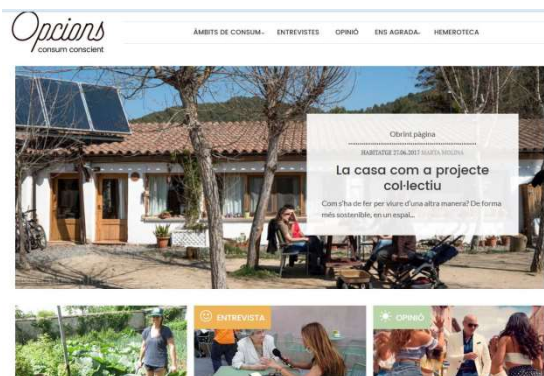 Opcions
consum conscient
ÀMBITS DE CONSUM
ENTREVISTES
OPINIÓ
ENS AGRADA
HEMEROTECA
Obrint pàgina
HABITATGE 27.06.2017 MARTA MOLINA
La casa com a projecte
col·lectiu
Com s'ha de fer per viure d'una altra manera? De forma
més sostenible, en un espai...
ENTREVISTA
OPINIÓ